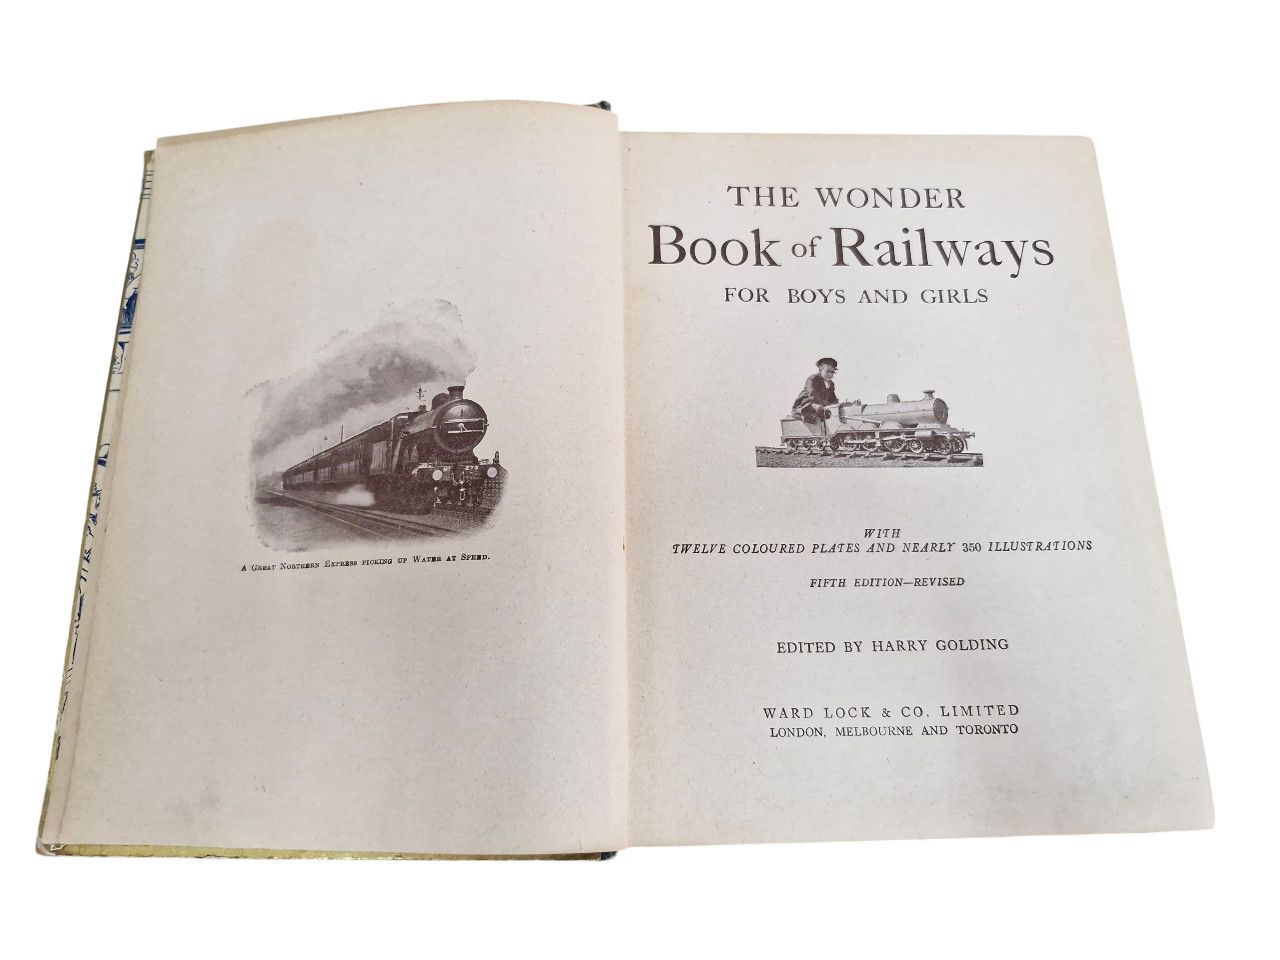 A GREAT NORTHERN EXPRESS PICKING UP WATER AT SPEED.
THE WONDER
Book of Railways
FOR BOYS AND GIRLS
WITH
TWELVE COLOURED PLATES AND NEARLY 350 ILLUSTRATIONS
FIFTH EDITION—REVISED
EDITED BY HARRY GOLDING
WARD LOCK & CO. LIMITED
LONDON, MELBOURNE AND TORONTO